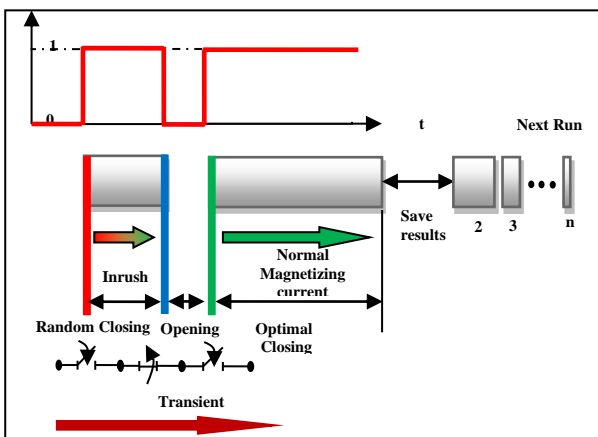 1
0
t
Next Run
Save
results
2
3
n
Inrush
Normal
Magnetizing
current
Random Closing
Opening
Optimal
Closing
Transient